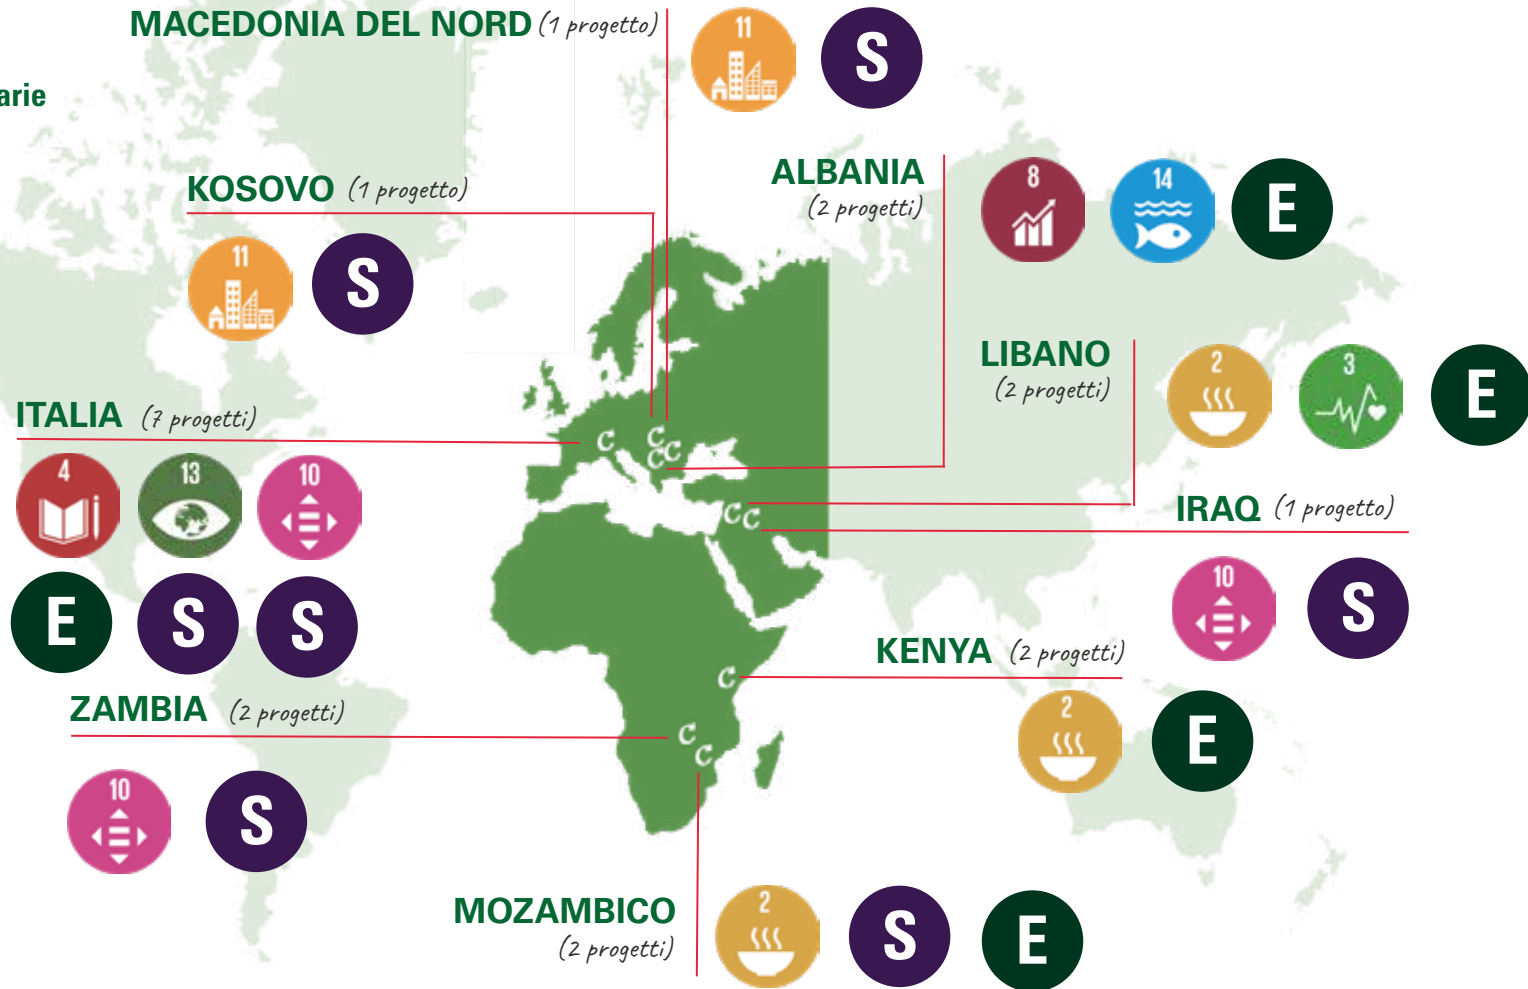 MACEDONIA DEL NORD (1 progetto)
11
S
arie
KOSOVO (1 progetto)
11
S
ALBANIA
(2 progetti)
8
14
E
LIBANO
(2 progetti)
2
3
E
ITALIA (7 progetti)
4
13
10
E
S
S
IRAQ (1 progetto)
10
S
KENYA (2 progetti)
2
E
ZAMBIA (2 progetti)
10
S
MOZAMBICO
(2 progetti)
2
S
E
C
C
C
C
C
C
C
C
C